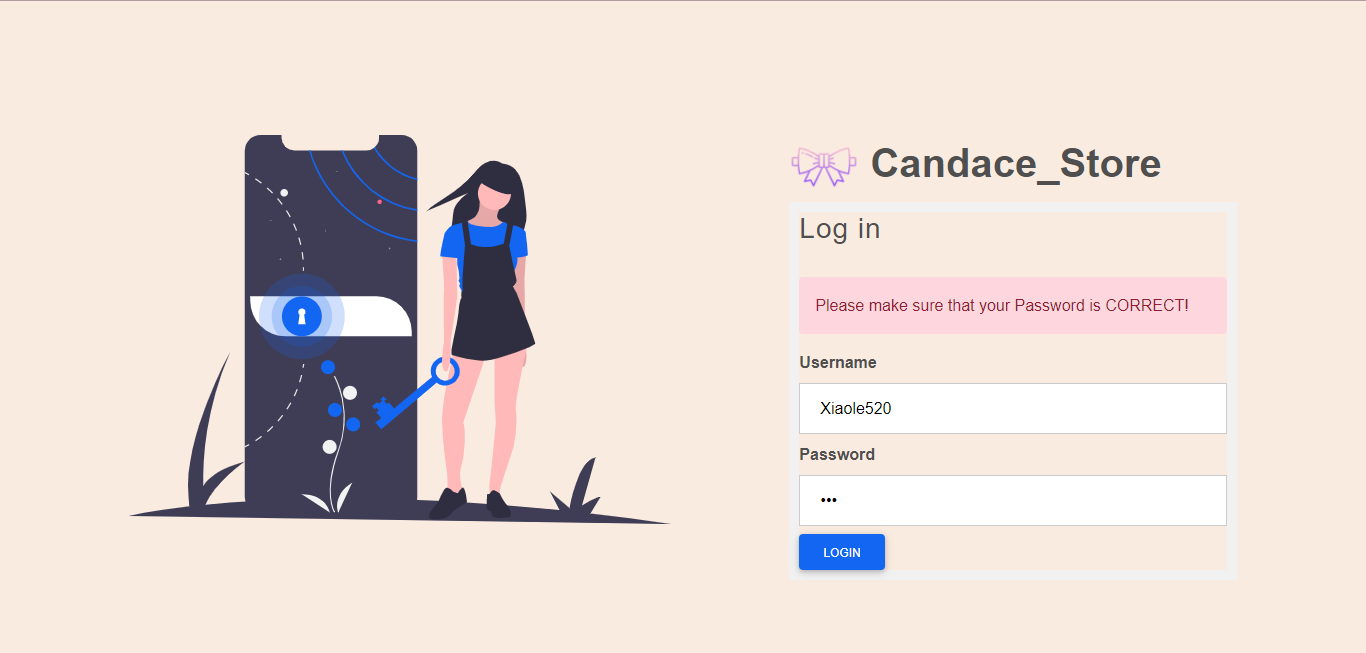 Candace_Store
Log in
Please make sure that your Password is CORRECT!
Username
Xiaole520
Password
•••
LOGIN